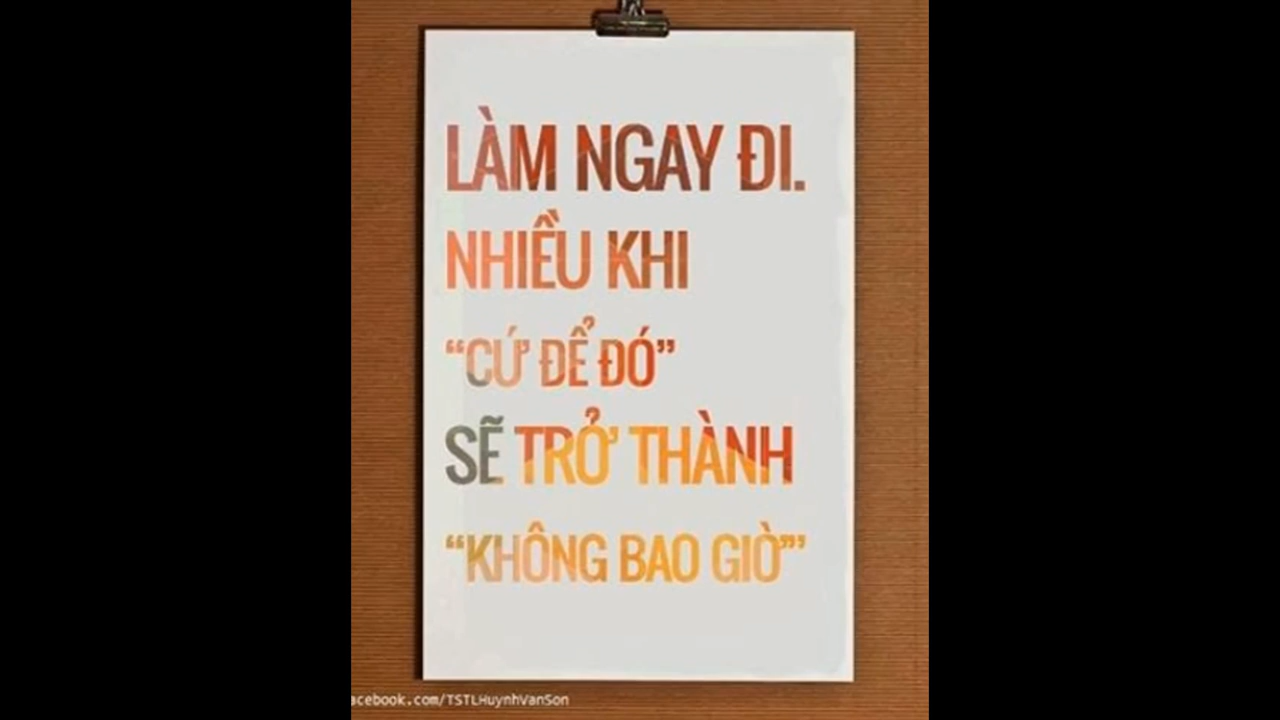 LÀM NGAY ĐI.
NHIỀU KHI
“CỨ ĐỂ ĐÓ”
SẼ TRỞ THÀNH
“KHÔNG BAO GIỜ”’
acebook.com/TSTLHuynhVanSon